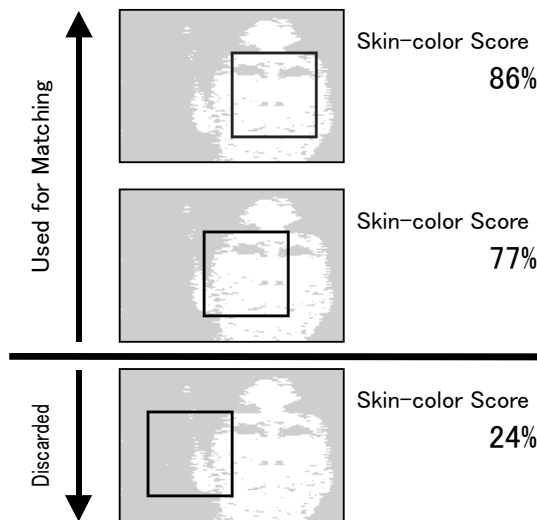 Used for Matching
Skin-color Score
86%
Skin-color Score
77%
Discarded
Skin-color Score
24%